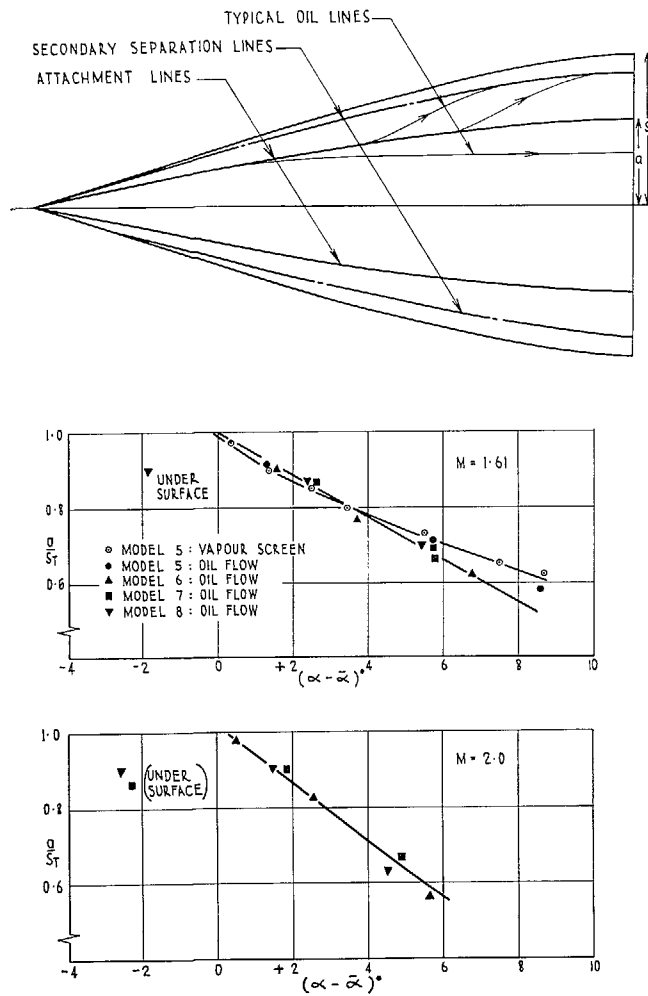 TYPICAL OIL LINES
SECONDARY SEPARATION LINES
ATTACHMENT LINES
S
a
1.0
0.8
0.6
a/ST
UNDER SURFACE
M = 1.61
MODEL 5 : VAPOUR SCREEN
MODEL 5 : OIL FLOW
MODEL 6 : OIL FLOW
MODEL 7 : OIL FLOW
MODEL 8 : OIL FLOW
-4 -2 0 +2 4 6 8 10
(α - ᾱ)°
1.0
0.8
0.6
a/ST
(UNDER SURFACE)
M = 2.0
-4 -2 0 +2 4 6 8 10
(α - ᾱ)°